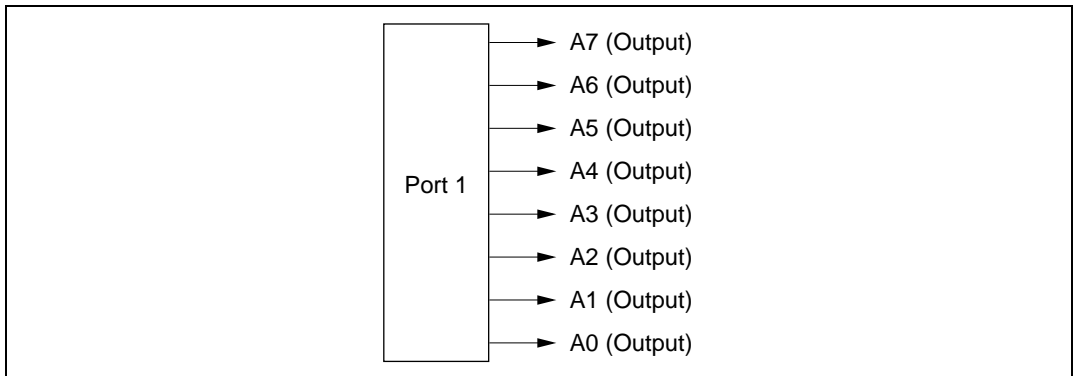 A7 (Output)
A6 (Output)
A5 (Output)
A4 (Output)
Port 1
A3 (Output)
A2 (Output)
A1 (Output)
A0 (Output)